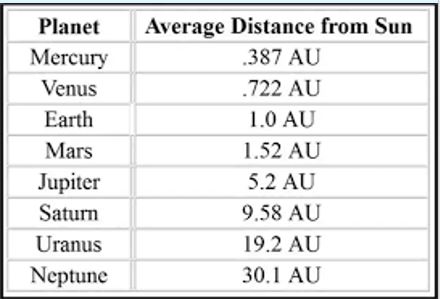 Planet Average Distance from Sun
Mercury .387 AU
Venus .722 AU
Earth 1.0 AU
Mars 1.52 AU
Jupiter 5.2 AU
Saturn 9.58 AU
Uranus 19.2 AU
Neptune 30.1 AU